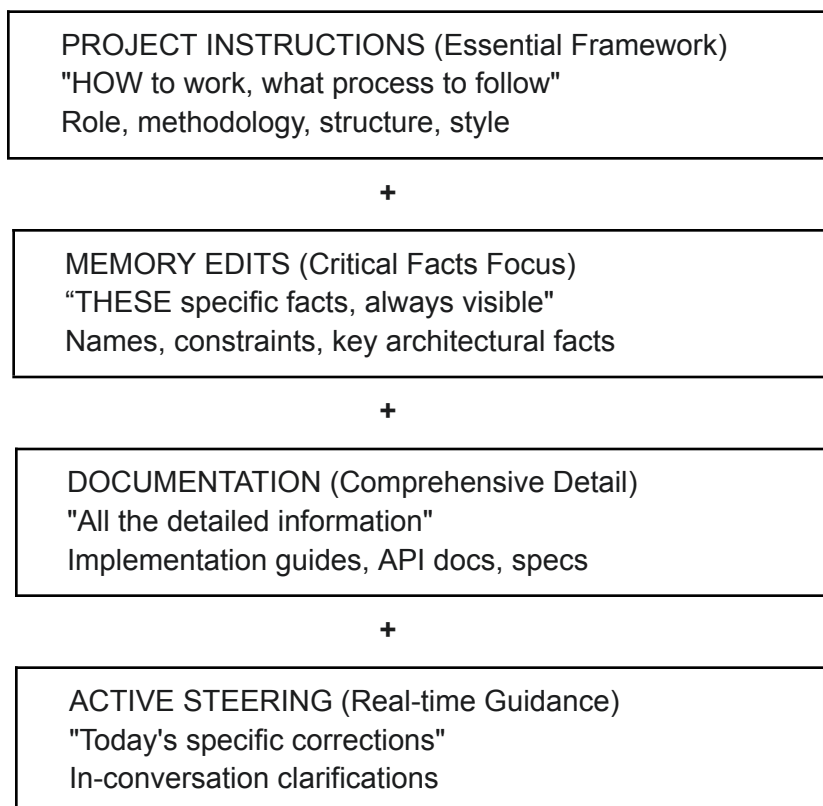 PROJECT INSTRUCTIONS (Essential Framework)
"HOW to work, what process to follow"
Role, methodology, structure, style
+
MEMORY EDITS (Critical Facts Focus)
“THESE specific facts, always visible"
Names, constraints, key architectural facts
+
DOCUMENTATION (Comprehensive Detail)
"All the detailed information"
Implementation guides, API docs, specs
+
ACTIVE STEERING (Real-time Guidance)
"Today's specific corrections"
In-conversation clarifications